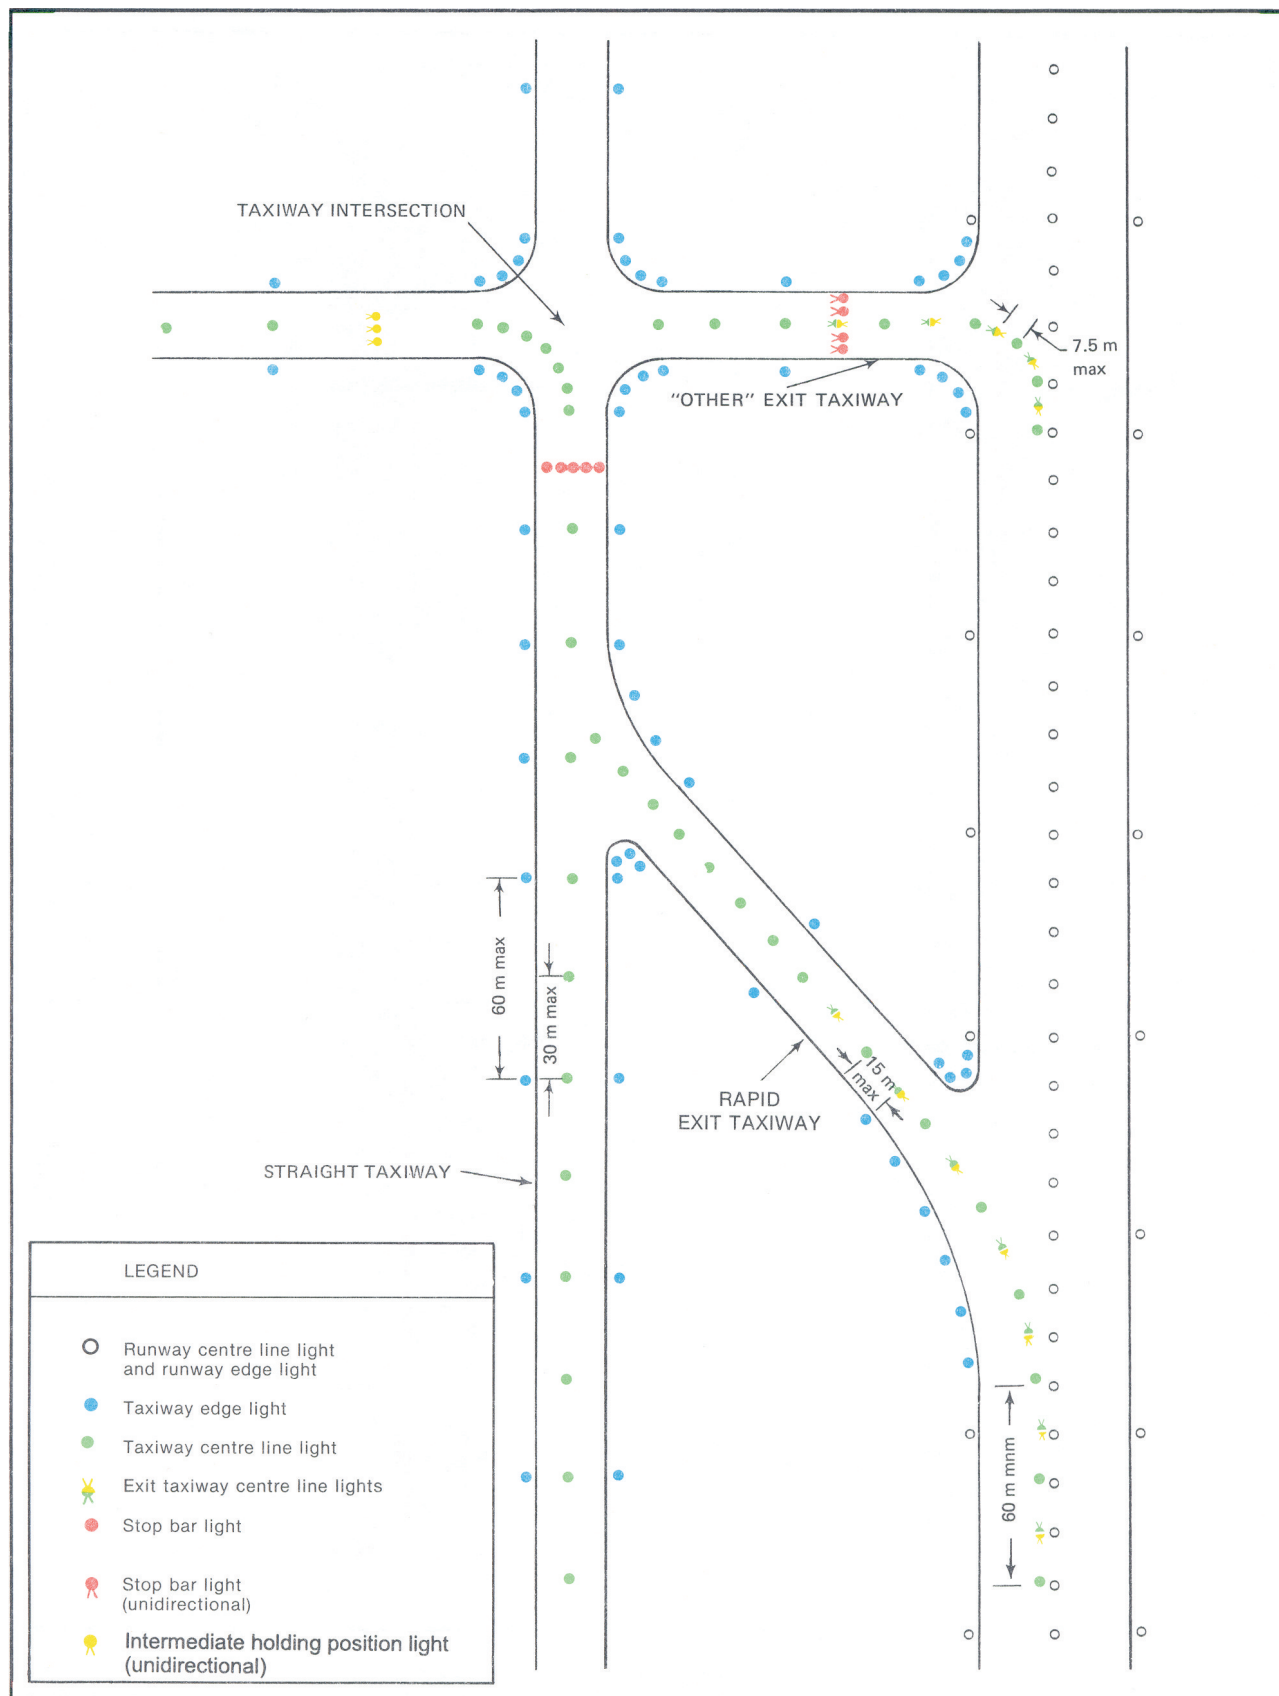 TAXIWAY INTERSECTION
7.5 m
max
"OTHER" EXIT TAXIWAY
60 m max
30 m max
15 m
max
RAPID
EXIT TAXIWAY
STRAIGHT TAXIWAY
60 m mnm
LEGEND
Runway centre line light
and runway edge light
Taxiway edge light
Taxiway centre line light
Exit taxiway centre line lights
Stop bar light
Stop bar light
(unidirectional)
Intermediate holding position light
(unidirectional)